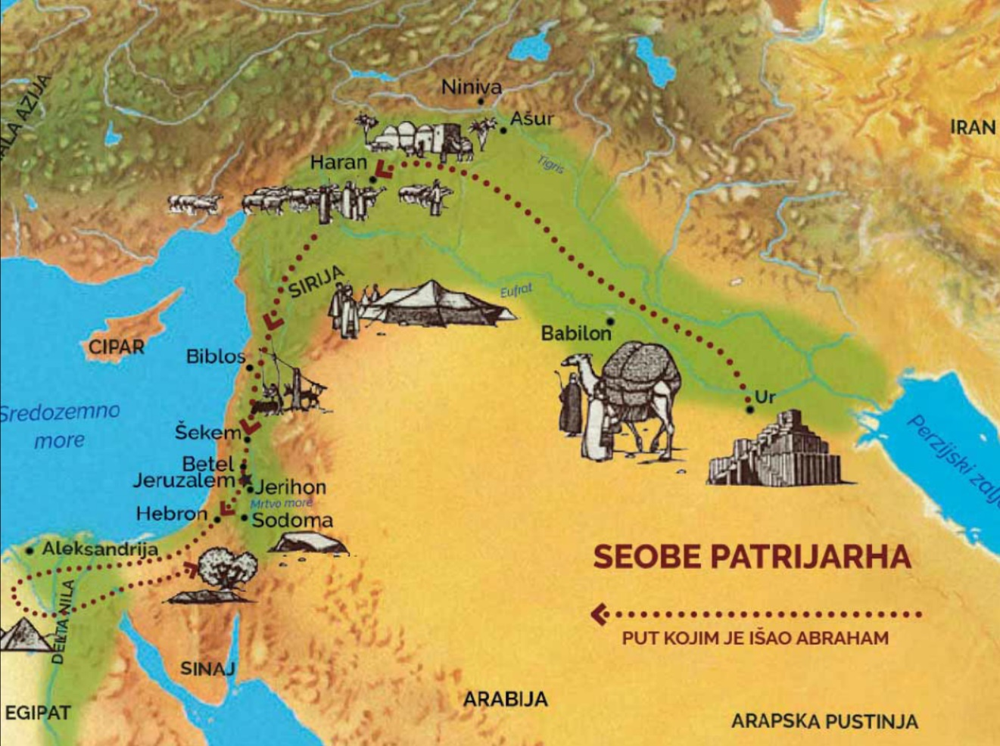 Niniva
Ašur
IRAN
Haran
Tigris
SIRIJA
Eufrat
Babilon
CIPAR
Biblos
Ur
Sredozemno
more
Perzijski
Šekem
Betel
Jeruzalem
Jerihon
Mrtvo more
Hebron
Sodoma
Aleksandrija
DELTA NILA
SEOBE PATRIJARHA
PUT KOJIM JE IŠAO ABRAHAM
SINAJ
ARABIJA
EGIPAT
ARAPSKA PUSTINJA
AZIJA